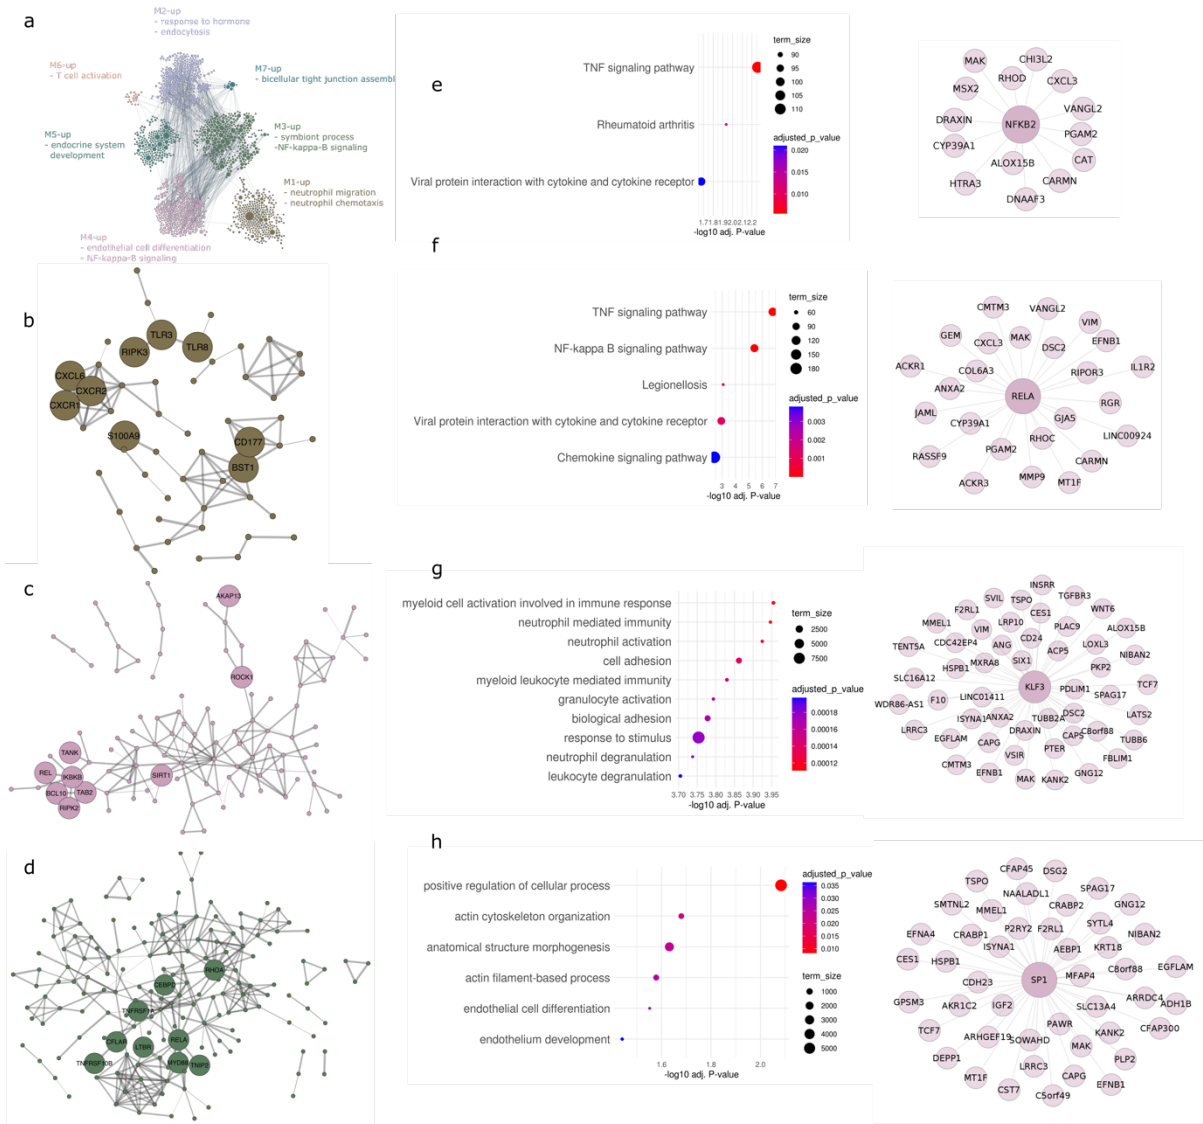 a
M2-up
- response to hormone
- endocytosis
M6-up
- T cell activation
M7-up
- bicellular tight junction assembl
M5-up
- endocrine system
development
M3-up
- symbiont process
-NF-kappa-B signaling
M1-up
- neutrophil migration
- neutrophil chemotaxis
M4-up
- endothelial cell differentiation
- NF-kappa-B signaling
b
TLR3
RIPK3
TLR8
CXCL6
CXCR2
CXCR1
S100A9
CD177
BST1
c
AKAP13
ROCK1
TANK
REL
IKBKB
SIRT1
BCL10
TAB2
RIPK2
d
RHOA
CEBPD
TNFRSF1A
CFLAR
LTBR
RELA
TNFRSF10B
MYD88
TNIP2
e
TNF signaling pathway
Rheumatoid arthritis
Viral protein interaction with cytokine and cytokine receptor
1.71.81.92.02.12.2
-log10 adj. P-value
term_size
90
95
100
105
110
adjusted_p_value
0.020
0.015
0.010
MAK
CHI3L2
RHOD
CXCL3
MSX2
VANGL2
DRAXIN
NFKB2
PGAM2
CYP39A1
CAT
ALOX15B
HTRA3
CARMN
DNAAF3
f
TNF signaling pathway
NF-kappa B signaling pathway
Legionellosis
Viral protein interaction with cytokine and cytokine receptor
Chemokine signaling pathway
3 4 5 6 7
-log10 adj. P-value
term_size
60
90
120
150
180
adjusted_p_value
0.003
0.002
0.001
CMTM3
VANGL2
VIM
GEM
MAK
EFNB1
CXCL3
DSC2
ACKR1
COL6A3
RIPOR3
IL1R2
ANXA2
RELA
RGR
JAML
GJA5
CYP39A1
RHOC
LINC00924
RASSF9
PGAM2
CARMN
ACKR3
MMP9
MT1F
g
myeloid cell activation involved in immune response
neutrophil mediated immunity
neutrophil activation
cell adhesion
myeloid leukocyte mediated immunity
granulocyte activation
biological adhesion
response to stimulus
neutrophil degranulation
leukocyte degranulation
3.70 3.75 3.80 3.85 3.90 3.95
-log10 adj. P-value
term_size
2500
5000
7500
adjusted_p_value
0.00018
0.00016
0.00014
0.00012
INSRR
SVIL
TSPO
TGFBR3
F2RL1
CES1
WNT6
MMEL1
LRP10
PLAC9
VIM
CD24
ALOX15B
TENT5A
CDC42EP4
ANG
ACP5
LOXL3
NIBAN2
HSPB1
MXRA8
SIX1
PKP2
SLC16A12
KLF3
TCF7
PDLIM1
WDR86-AS1
F10
LINC01411
SPAG17
LATS2
LRRC3
ISYNA1
ANXA2
TUBB2A
DSC2
C8orf88
EGFLAM
DRAXIN
CAPS
TUBB6
CAPG
PTER
FBLIM1
CMTM3
VSIR
EFNB1
MAK
KANK2
GNG12
h
positive regulation of cellular process
actin cytoskeleton organization
anatomical structure morphogenesis
actin filament-based process
endothelial cell differentiation
endothelium development
1.6 1.8 2.0
-log10 adj. P-value
adjusted_p_value
0.035
0.030
0.025
0.020
0.015
0.010
term_size
1000
2000
3000
4000
5000
CFAP45
DSG2
TSPO
NAALADL1
SPAG17
SMTNL2
MMEL1
CRABP2
GNG12
EFNA4
CRABP1
P2RY2
F2RL1
SYTL4
NIBAN2
ISYNA1
AEBP1
KRT18
CES1
HSPB1
C8orf88
EGFLAM
CDH23
SP1
MFAP4
GPSM3
AKR1C2
IGF2
SLC13A4
ARRDC4
ADH1B
TCF7
PAWR
CFAP300
ARHGEF19
SOWAHD
KANK2
DEPP1
MAK
PLP2
MT1F
LRRC3
CAPG
EFNB1
CST7
C5orf49